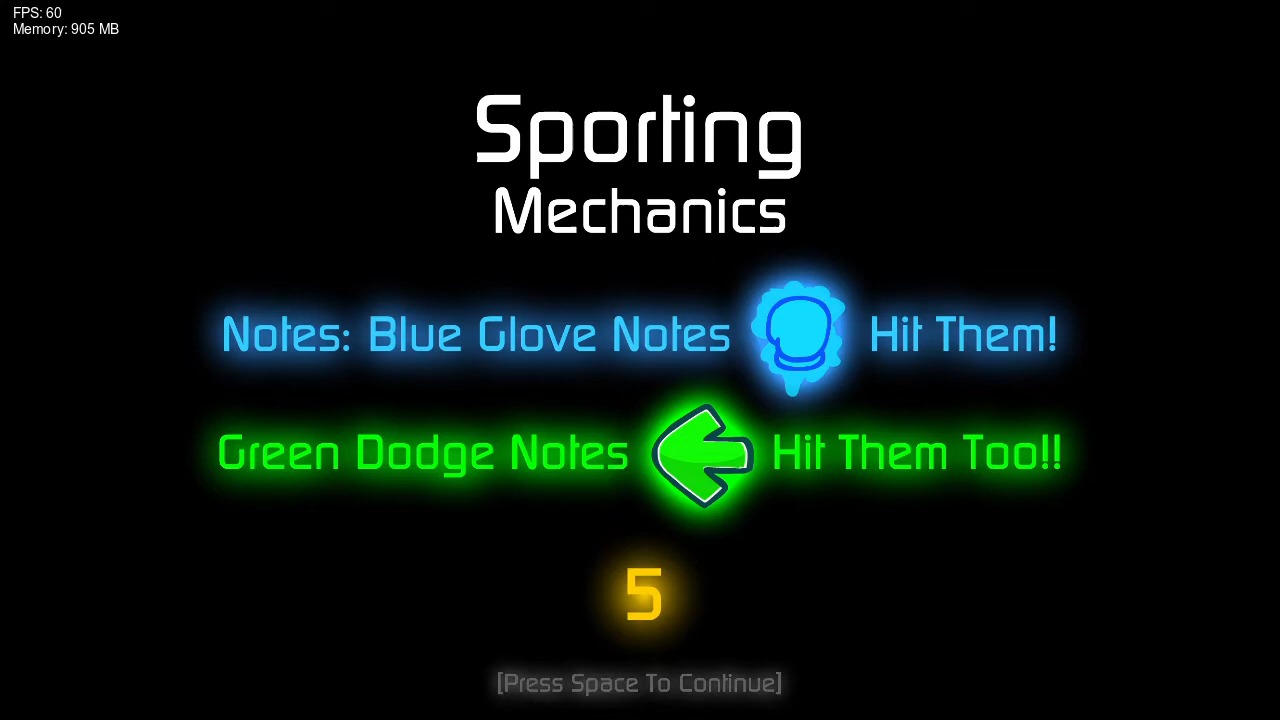 FPS: 60
Memory: 905 MB
Sporting
Mechanics
Notes: Blue Glove Notes Hit Them!
Green Dodge Notes Hit Them Too!!
5
[Press Space To Continue]